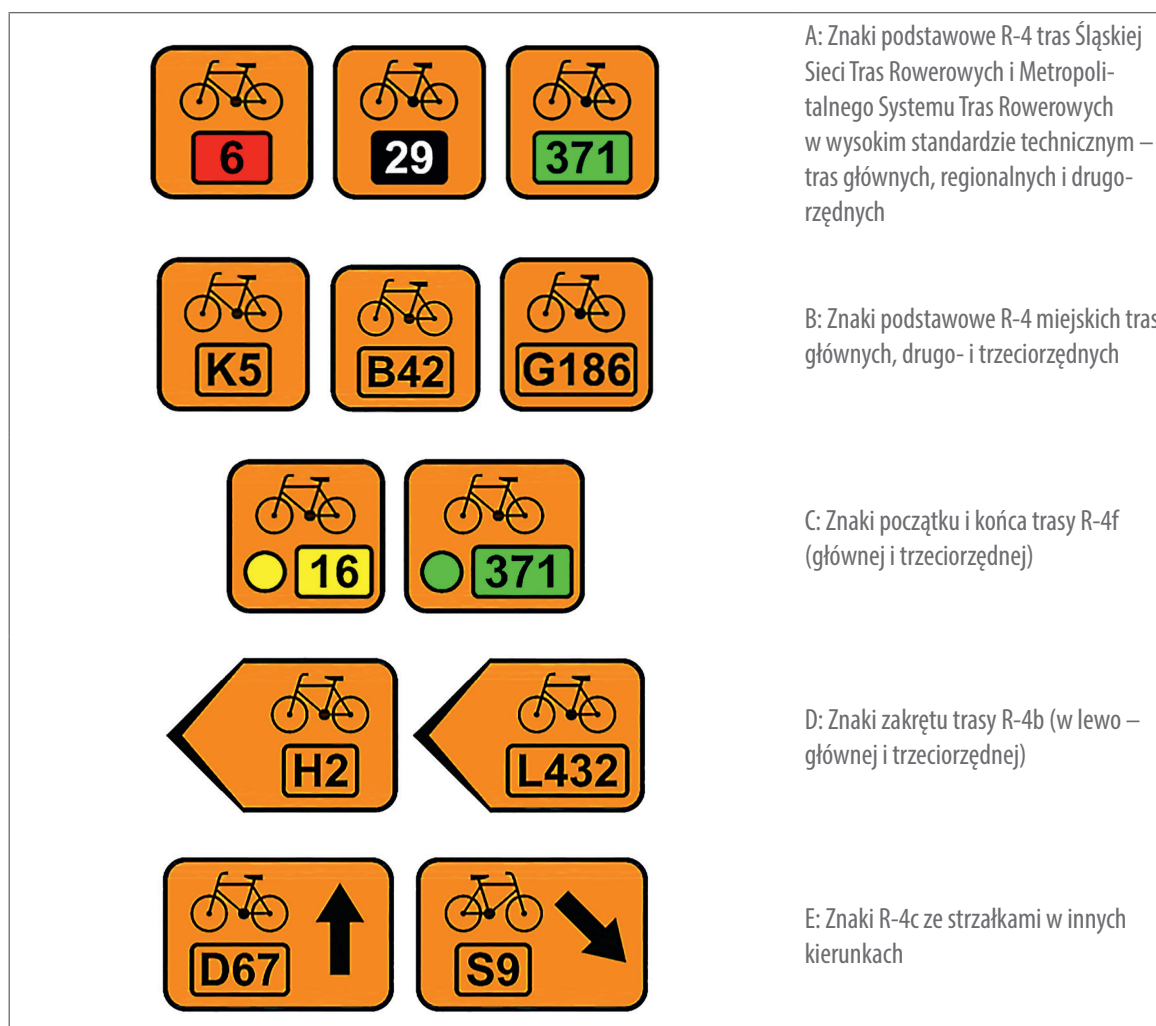 6 29 371
A: Znaki podstawowe R-4 tras Śląskiej
Sieci Tras Rowerowych i Metropoli-
talnego Systemu Tras Rowerowych
w wysokim standardzie technicznym –
tras głównych, regionalnych i drugo-
rzędnych
K5 B42 G186
B: Znaki podstawowe R-4 miejskich tras
głównych, drugo- i trzeciorzędnych
16 371
C: Znaki początku i końca trasy R-4f
(głównej i trzeciorzędnej)
H2 L432
D: Znaki zakrętu trasy R-4b (w lewo –
głównej i trzeciorzędnej)
D67 S9
E: Znaki R-4c ze strzałkami w innych
kierunkach